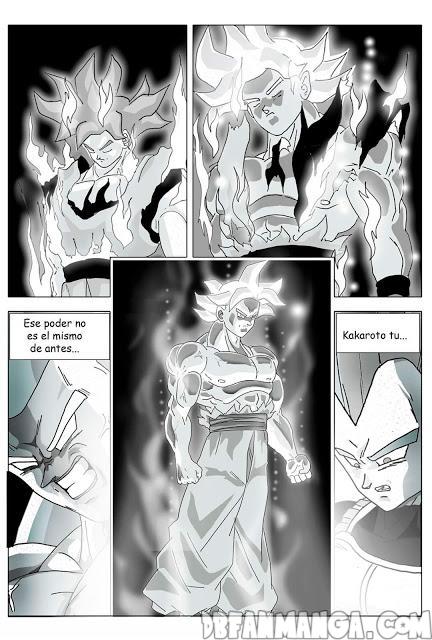 Ese poder no
es el mismo
de antes...
Kakaroto tu...
DBFANMANGA.COM